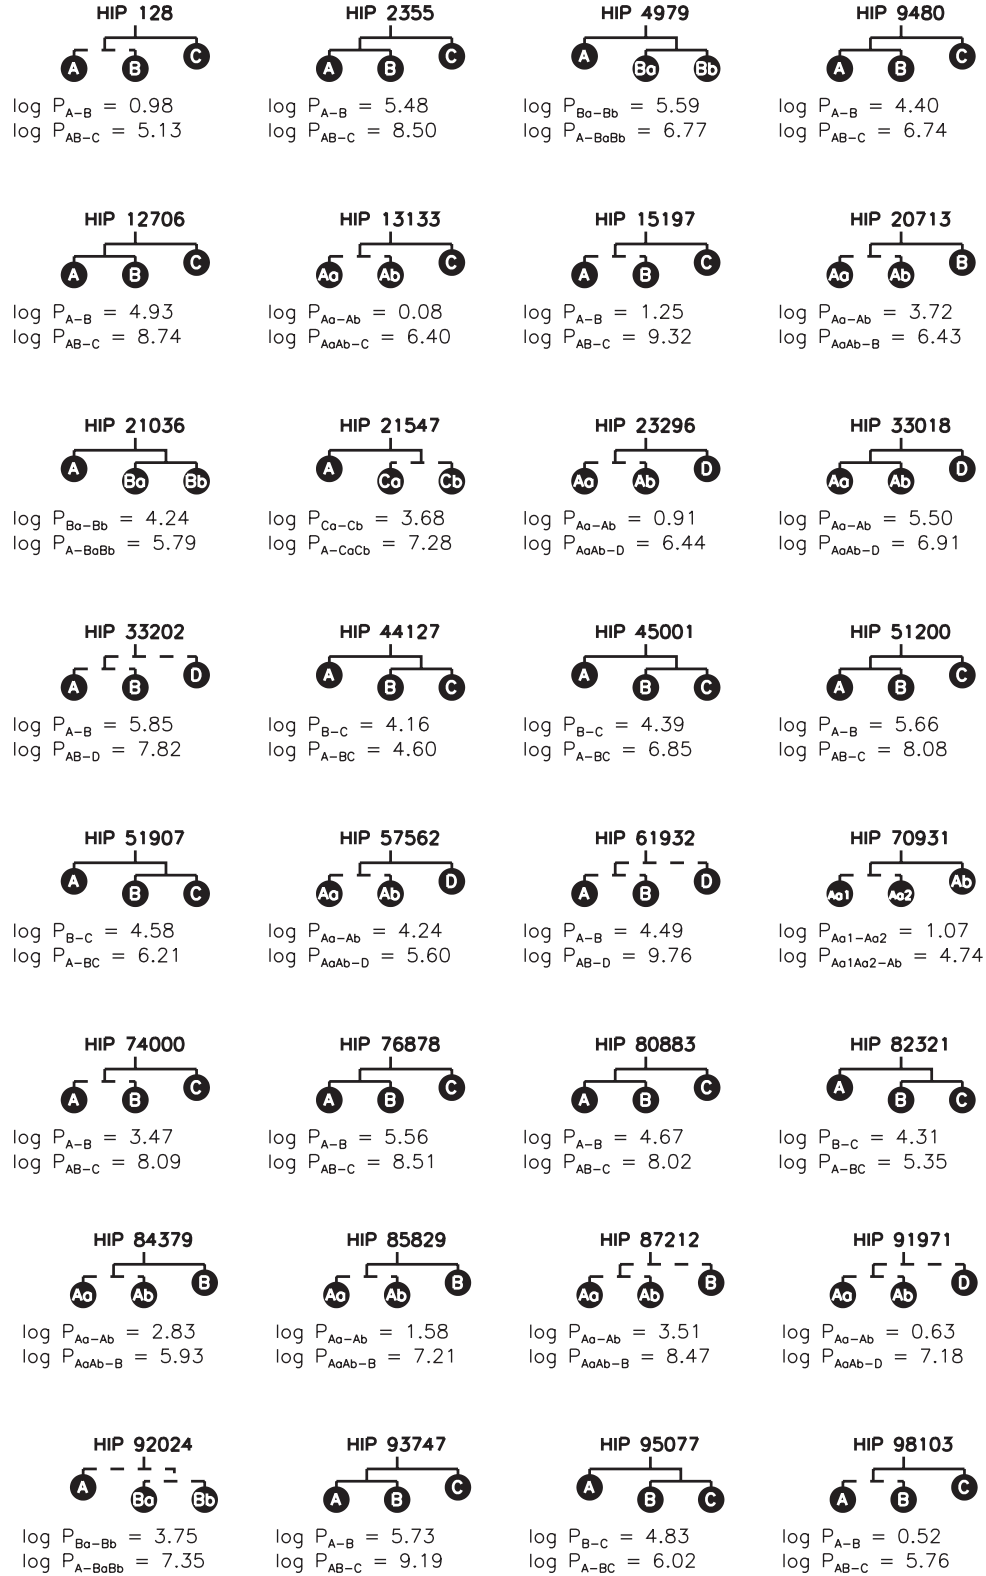 HIP 128
A B C
log P_A-B = 0.98
log P_AB-C = 5.13
HIP 2355
A B C
log P_A-B = 5.48
log P_AB-C = 8.50
HIP 4979
A Ba Bb
log P_Ba-Bb = 5.59
log P_A-BaBb = 6.77
HIP 9480
A B C
log P_A-B = 4.40
log P_AB-C = 6.74
HIP 12706
A B C
log P_A-B = 4.93
log P_AB-C = 8.74
HIP 13133
Aa Ab C
log P_Aa-Ab = 0.08
log P_AaAb-C = 6.40
HIP 15197
A B C
log P_A-B = 1.25
log P_AB-C = 9.32
HIP 20713
Aa Ab B
log P_Aa-Ab = 3.72
log P_AaAb-B = 6.43
HIP 21036
A Ba Bb
log P_Ba-Bb = 4.24
log P_A-BaBb = 5.79
HIP 21547
A Ca Cb
log P_Ca-Cb = 3.68
log P_A-CaCb = 7.28
HIP 23296
Aa Ab D
log P_Aa-Ab = 0.91
log P_AaAb-D = 6.44
HIP 33018
Aa Ab D
log P_Aa-Ab = 5.50
log P_AaAb-D = 6.91
HIP 33202
A B D
log P_A-B = 5.85
log P_AB-D = 7.82
HIP 44127
A B C
log P_B-C = 4.16
log P_A-BC = 4.60
HIP 45001
A B C
log P_B-C = 4.39
log P_A-BC = 6.85
HIP 51200
A B C
log P_A-B = 5.66
log P_AB-C = 8.08
HIP 51907
A B C
log P_B-C = 4.58
log P_A-BC = 6.21
HIP 57562
Aa Ab D
log P_Aa-Ab = 4.24
log P_AaAb-D = 5.60
HIP 61932
A B D
log P_A-B = 4.49
log P_AB-D = 9.76
HIP 70931
Aa1 Aa2 Ab
log P_Aa1-Aa2 = 1.07
log P_Aa1Aa2-Ab = 4.74
HIP 74000
A B C
log P_A-B = 3.47
log P_AB-C = 8.09
HIP 76878
A B C
log P_A-B = 5.56
log P_AB-C = 8.51
HIP 80883
A B C
log P_A-B = 4.67
log P_AB-C = 8.02
HIP 82321
A B C
log P_B-C = 4.31
log P_A-BC = 5.35
HIP 84379
Aa Ab B
log P_Aa-Ab = 2.83
log P_AaAb-B = 5.93
HIP 85829
Aa Ab B
log P_Aa-Ab = 1.58
log P_AaAb-B = 7.21
HIP 87212
Aa Ab B
log P_Aa-Ab = 3.51
log P_AaAb-B = 8.47
HIP 91971
Aa Ab D
log P_Aa-Ab = 0.63
log P_AaAb-D = 7.18
HIP 92024
A Ba Bb
log P_Ba-Bb = 3.75
log P_A-BaBb = 7.35
HIP 93747
A B C
log P_A-B = 5.73
log P_AB-C = 9.19
HIP 95077
A B C
log P_B-C = 4.83
log P_A-BC = 6.02
HIP 98103
A B C
log P_A-B = 0.52
log P_AB-C = 5.76